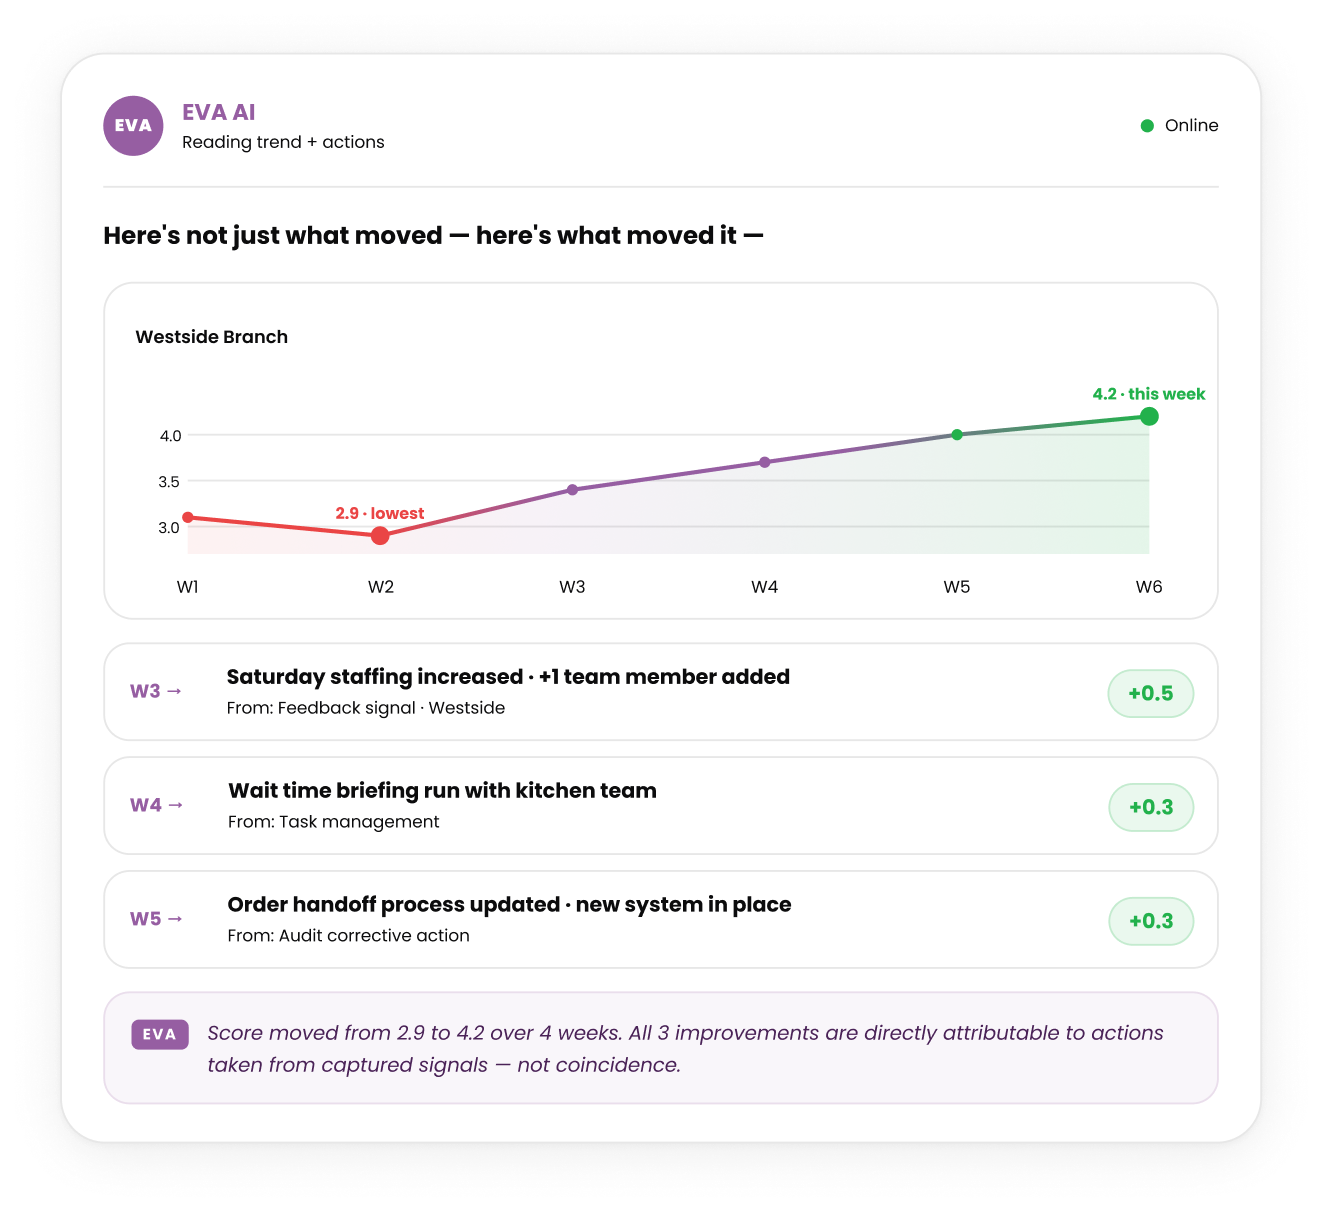 EVA
EVA AI
Reading trend + actions
Online
Here's not just what moved — here's what moved it —
Westside Branch
4.2 · this week
4.0
3.5
3.0
2.9 · lowest
W1
W2
W3
W4
W5
W6
W3 →
Saturday staffing increased · +1 team member added
From: Feedback signal · Westside
+0.5
W4 →
Wait time briefing run with kitchen team
From: Task management
+0.3
W5 →
Order handoff process updated · new system in place
From: Audit corrective action
+0.3
EVA
Score moved from 2.9 to 4.2 over 4 weeks. All 3 improvements are directly attributable to actions
taken from captured signals — not coincidence.